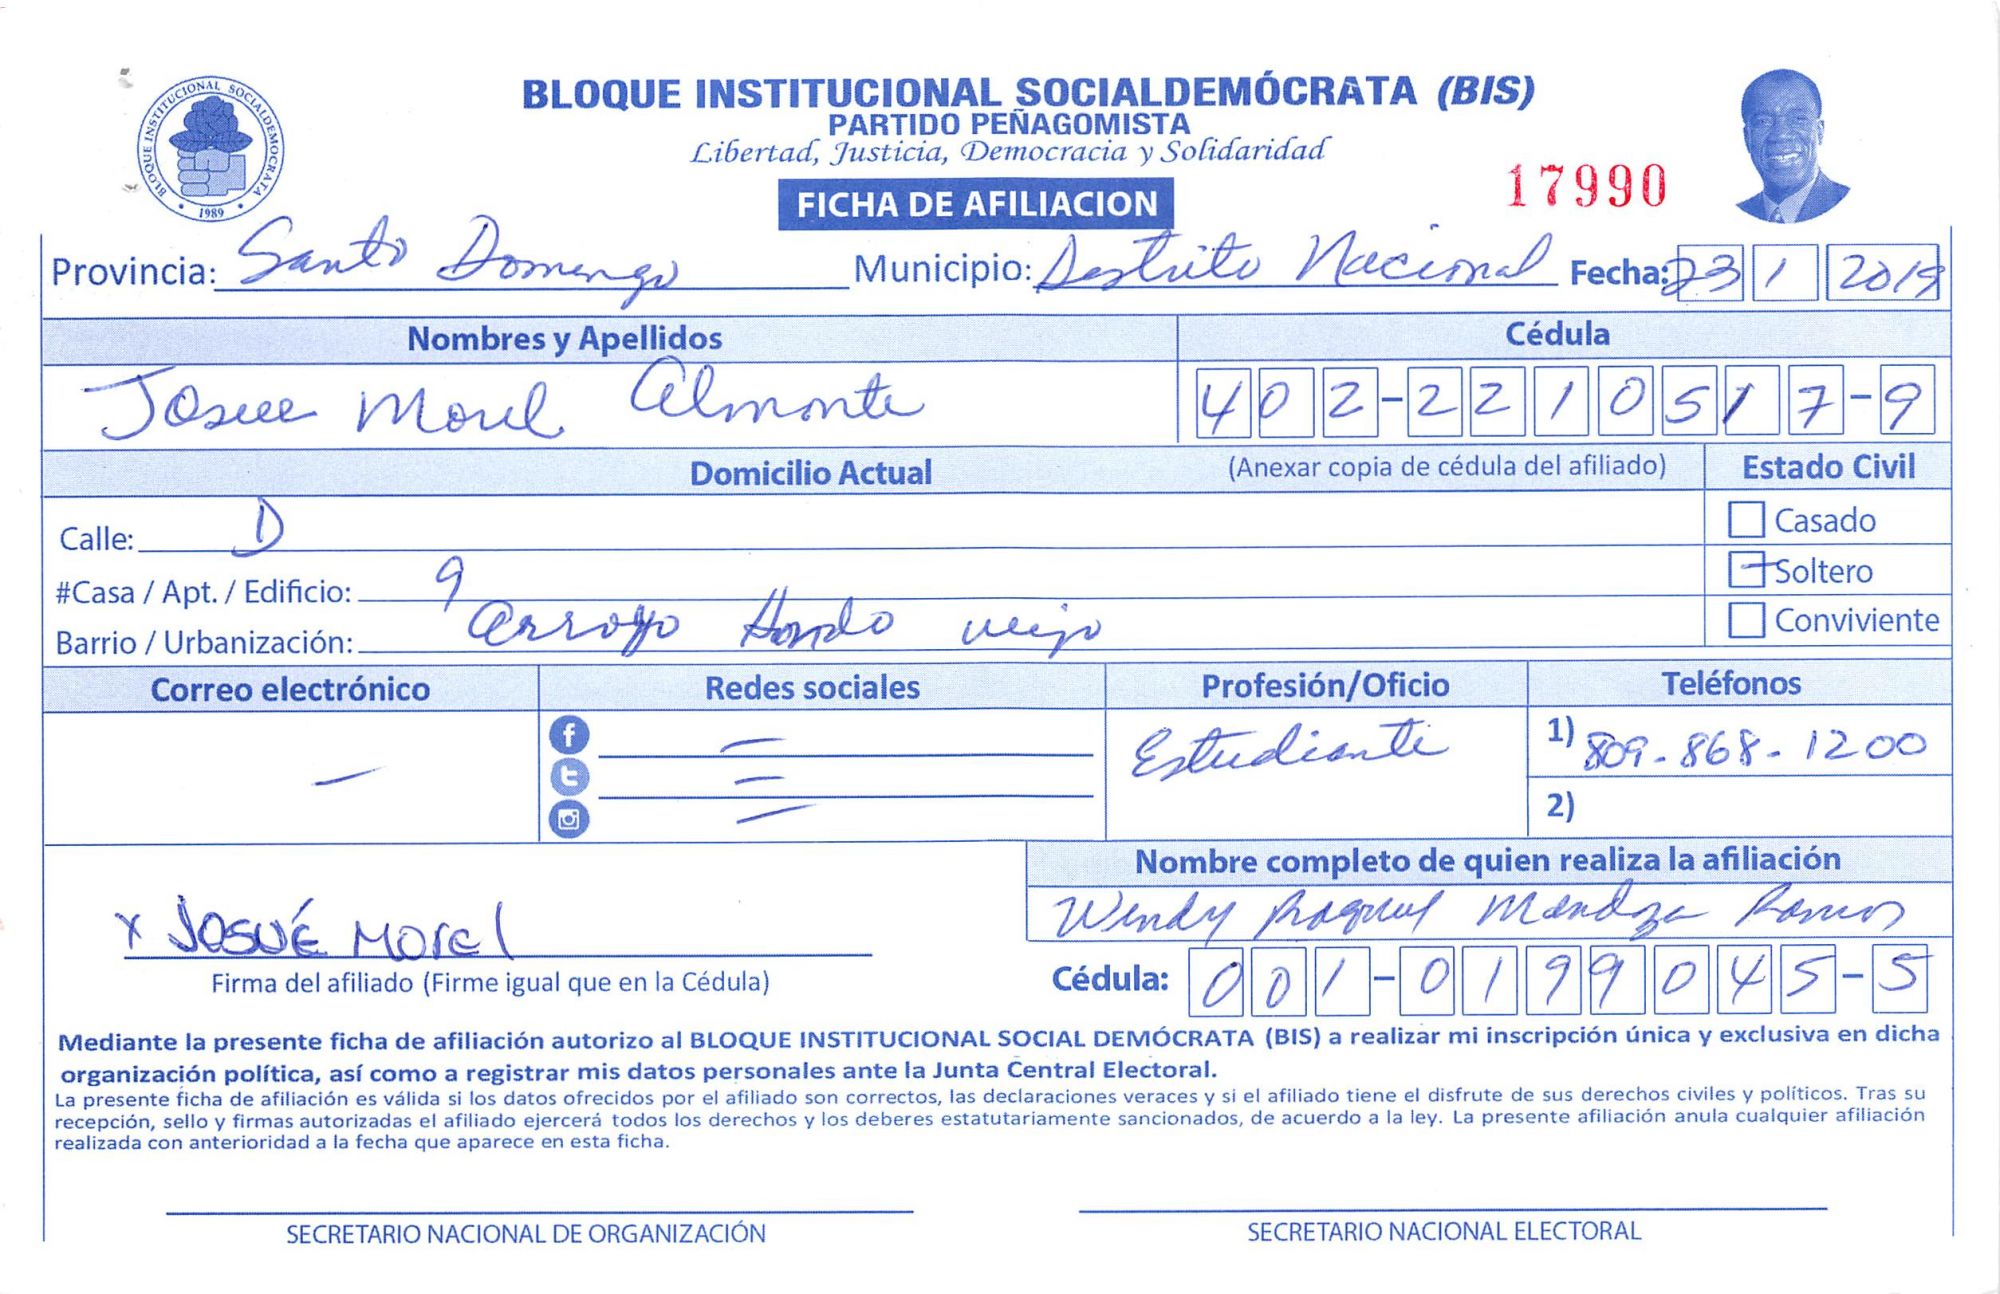 BLOQUE INSTITUCIONAL SOCIALDEMÓCRATA (BIS)
PARTIDO PEÑAGOMISTA
Libertad, Justicia, Democracia y Solidaridad
BLOQUE INSTITUCIONAL SOCIALDEMOCRATA
1989
17990
FICHA DE AFILIACION
Provincia: Santo Domingo Municipio: Distrito Nacional Fecha: 23 1 2019
Nombres y Apellidos Cédula
Josue Morel Almonte 402-2210517-9
Domicilio Actual (Anexar copia de cédula del afiliado) Estado Civil
Calle: D Casado
#Casa / Apt. / Edificio: 9 Soltero
Barrio / Urbanización: Arroyo Hondo viejo Conviviente
Correo electrónico Redes sociales Profesión/Oficio Teléfonos
— — — — Estudiante 1) 809-868-1200
2)
Nombre completo de quien realiza la afiliación
Wendy Raquel Mendoza Ramos
x JOSUÉ MOREL
Firma del afiliado (Firme igual que en la Cédula) Cédula: 001-0199045-5
Mediante la presente ficha de afiliación autorizo al BLOQUE INSTITUCIONAL SOCIAL DEMÓCRATA (BIS) a realizar mi inscripción única y exclusiva en dicha
organización política, así como a registrar mis datos personales ante la Junta Central Electoral.
La presente ficha de afiliación es válida si los datos ofrecidos por el afiliado son correctos, las declaraciones veraces y si el afiliado tiene el disfrute de sus derechos civiles y políticos. Tras su
recepción, sello y firmas autorizadas el afiliado ejercerá todos los derechos y los deberes estatutariamente sancionados, de acuerdo a la ley. La presente afiliación anula cualquier afiliación
realizada con anterioridad a la fecha que aparece en esta ficha.
SECRETARIO NACIONAL DE ORGANIZACIÓN SECRETARIO NACIONAL ELECTORAL